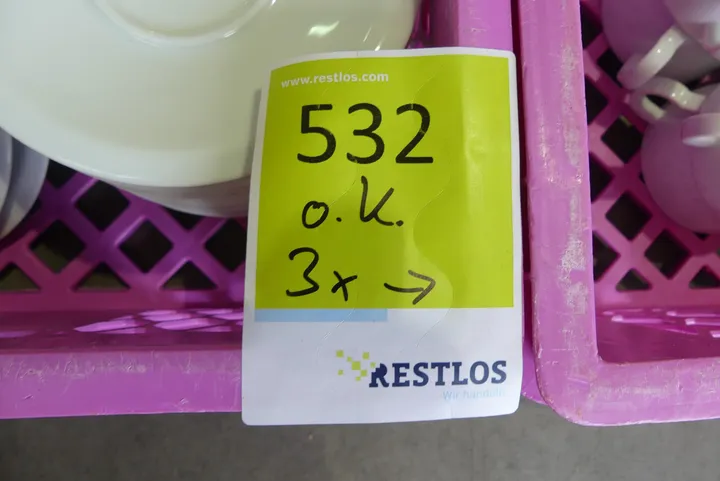 www.restlos.com
532
o.k.
3x →
RESTLOS
Wir handeln.